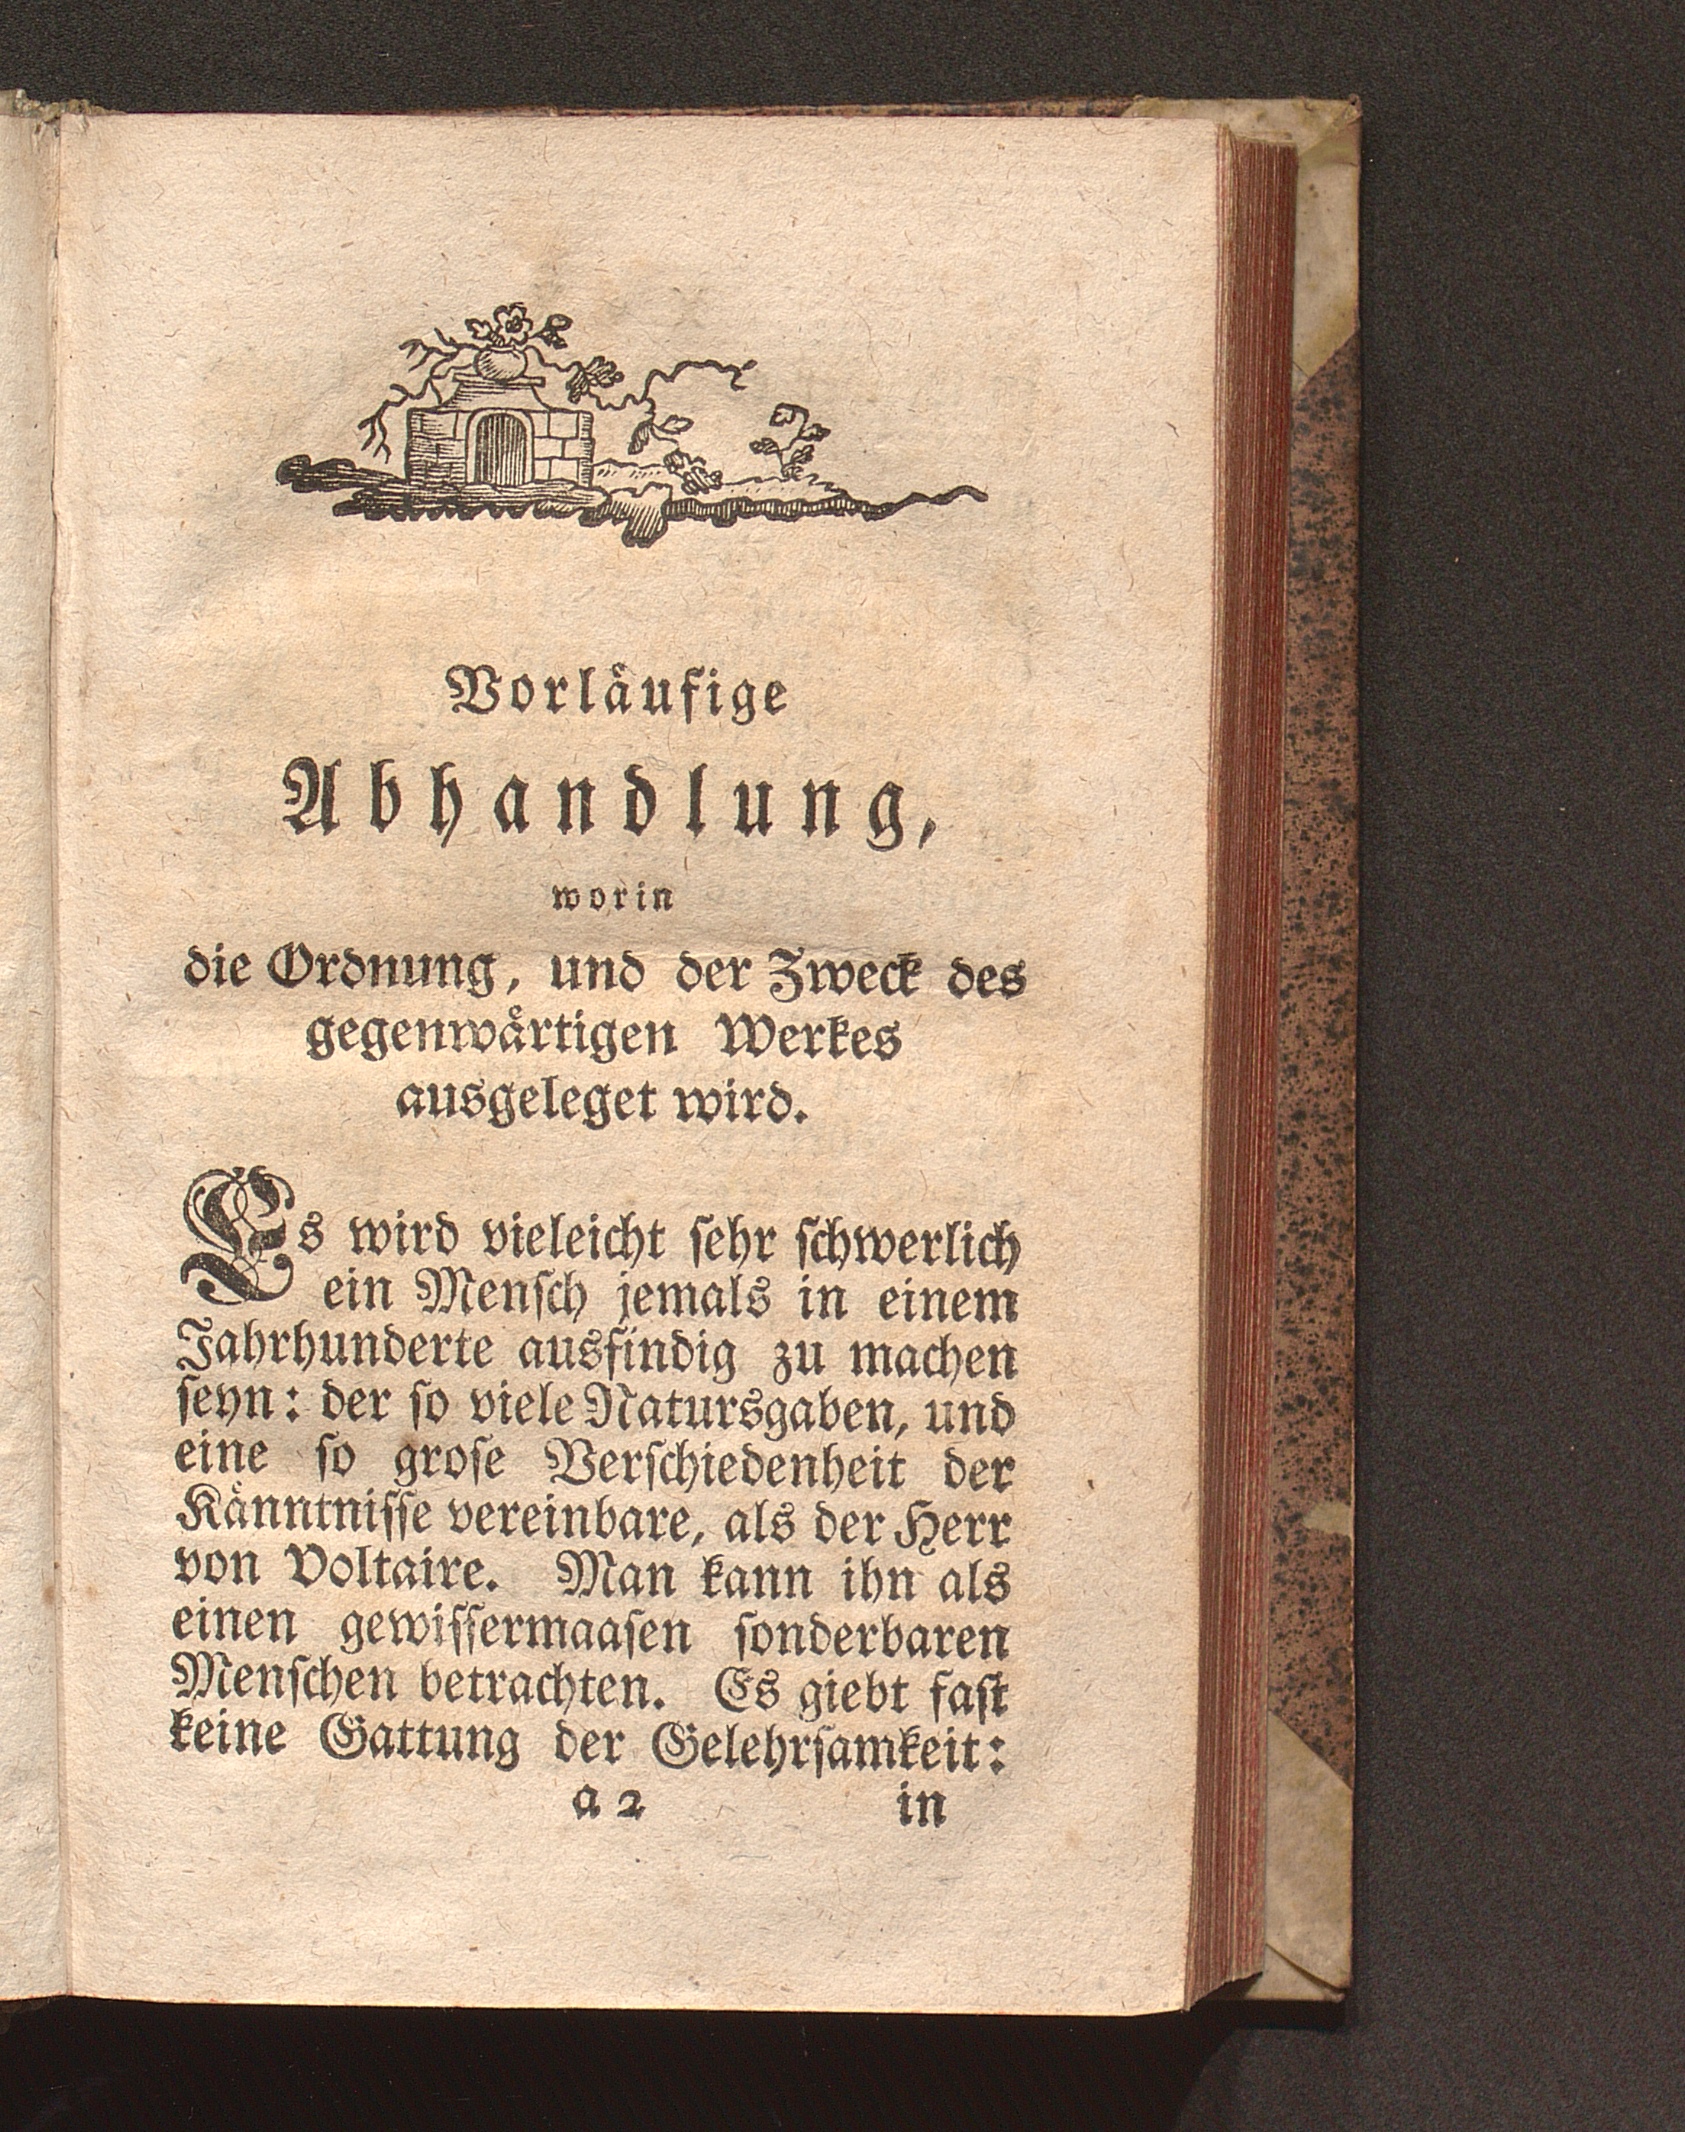 Vorläufige
Abhandlung,
worin
die Ordnung, und der Zweck des
gegenwärtigen Werkes
ausgeleget wird.
Es wird vieleicht ſehr ſchwerlich
ein Menſch jemals in einem
Jahrhunderte ausfindig zu machen
ſeyn: der ſo viele Natursgaben, und
eine ſo groſe Verſchiedenheit der
Känntniſſe vereinbare, als der Herr
von Voltaire. Man kann ihn als
einen gewiſſermaaſen ſonderbaren
Menſchen betrachten. Es giebt faſt
keine Gattung der Gelehrſamkeit:
a 2 in